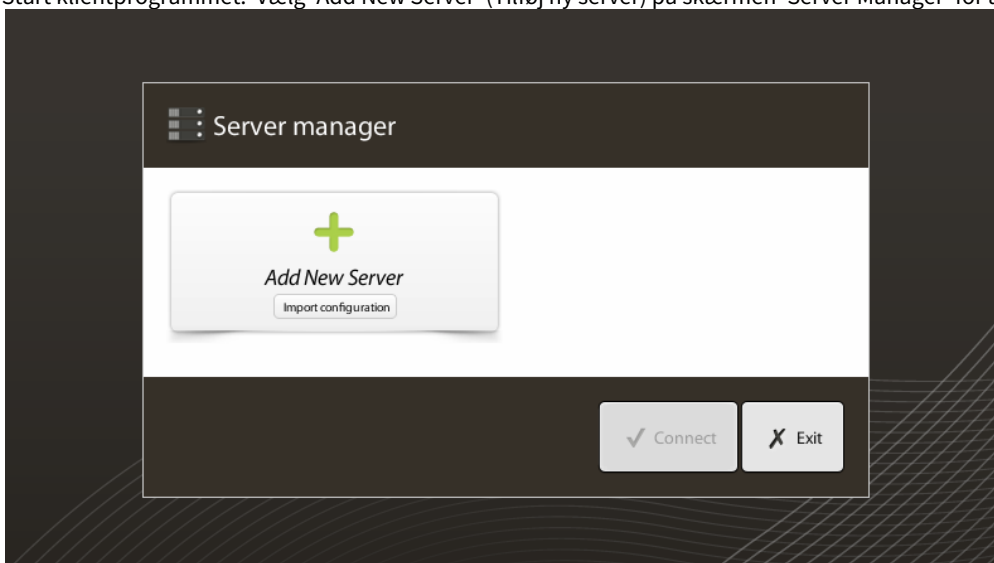 Start klientprogrammet. Vælg "Add New Server" (Tilføj ny server) på skærmen "Server Manager" for
Server manager
Add New Server
Import configuration
Connect
Exit